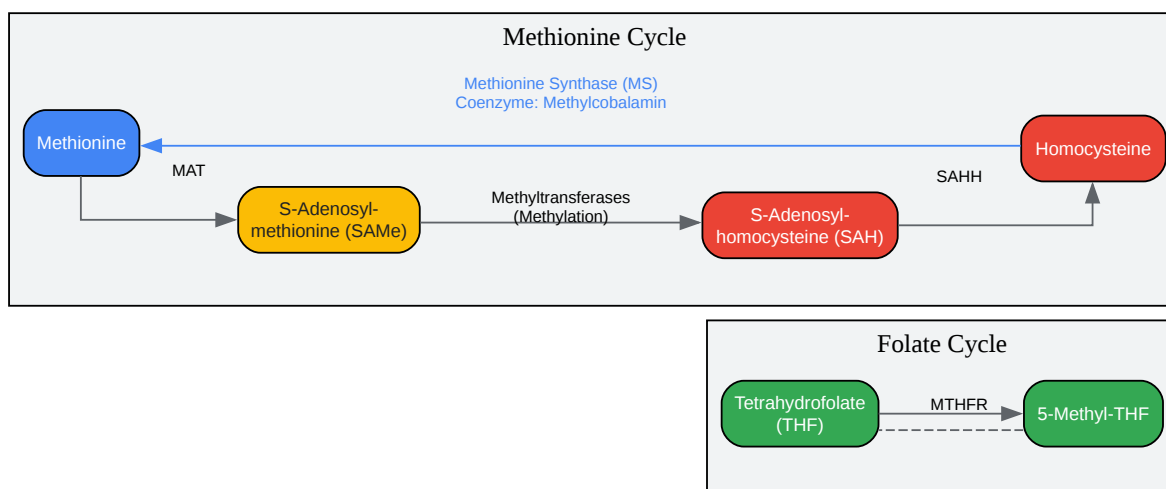 Methionine Cycle
Methionine Synthase (MS)
Coenzyme: Methylcobalamin
Methionine
Homocysteine
MAT
SAHH
S-Adenosyl-
methionine (SAMe)
Methyltransferases
(Methylation)
S-Adenosyl-
homocysteine (SAH)
Folate Cycle
Tetrahydrofolate
(THF)
MTHFR
5-Methyl-THF